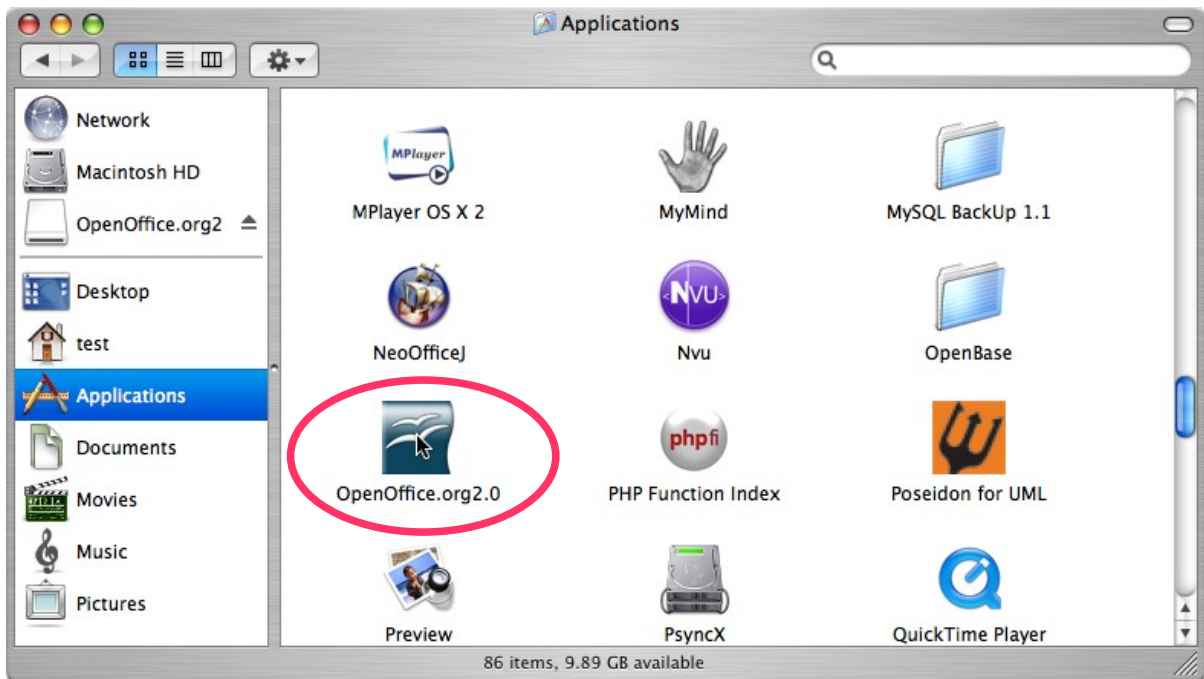 Applications
Network
Macintosh HD
OpenOffice.org2
Desktop
test
Applications
Documents
Movies
Music
Pictures
MPlayer
MPlayer OS X 2
MyMind
MySQL BackUp 1.1
NeoOfficeJ
<NVU>
Nvu
OpenBase
OpenOffice.org2.0
phpfi
PHP Function Index
Poseidon for UML
Preview
PsyncX
QuickTime Player
86 items, 9.89 GB available